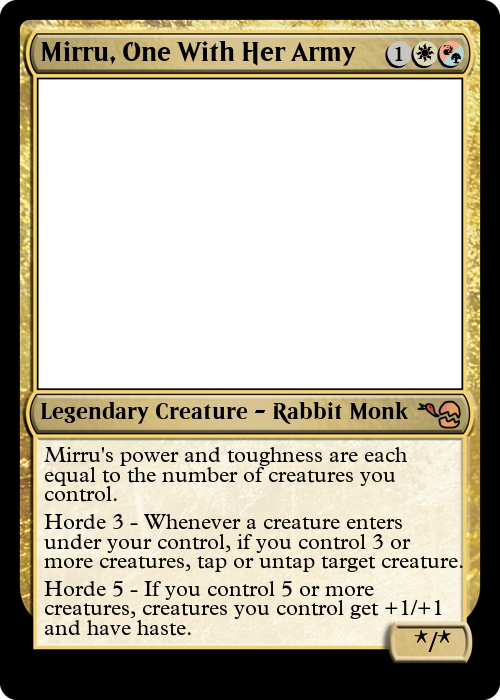 Mirru, One With Her Army 1
Legendary Creature - Rabbit Monk
Mirru's power and toughness are each
equal to the number of creatures you
control.
Horde 3 - Whenever a creature enters
under your control, if you control 3 or
more creatures, tap or untap target creature.
Horde 5 - If you control 5 or more
creatures, creatures you control get +1/+1
and have haste.
*/*